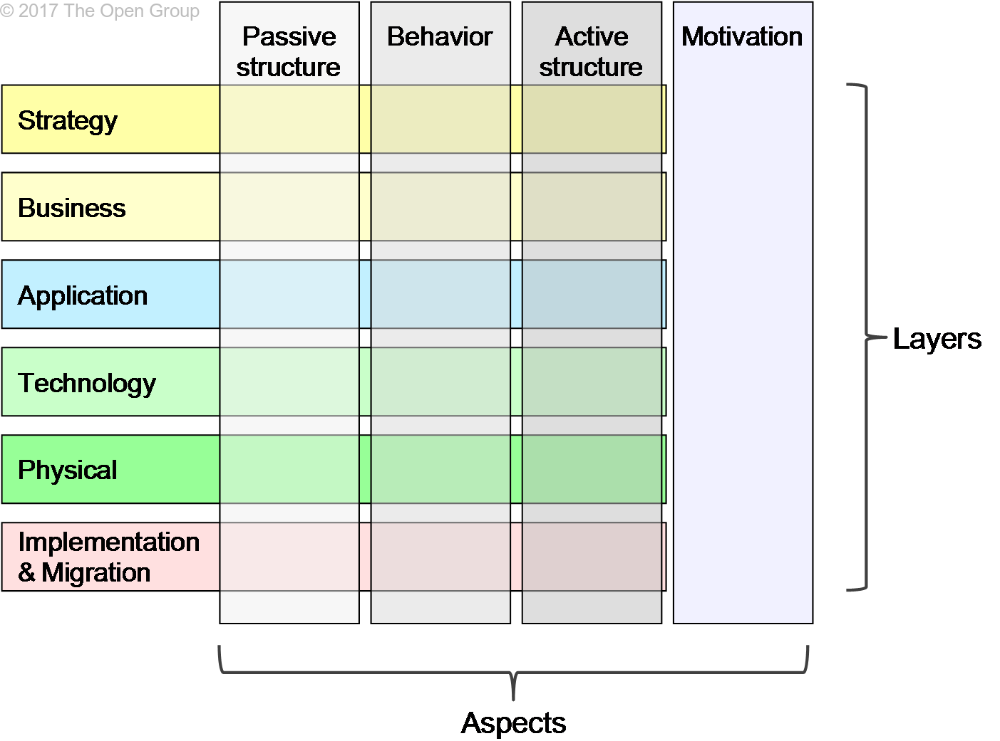 © 2017 The Open Group
Passive
structure
Behavior
Active
structure
Motivation
Strategy
Business
Application
Technology
Physical
Implementation
& Migration
Layers
Aspects